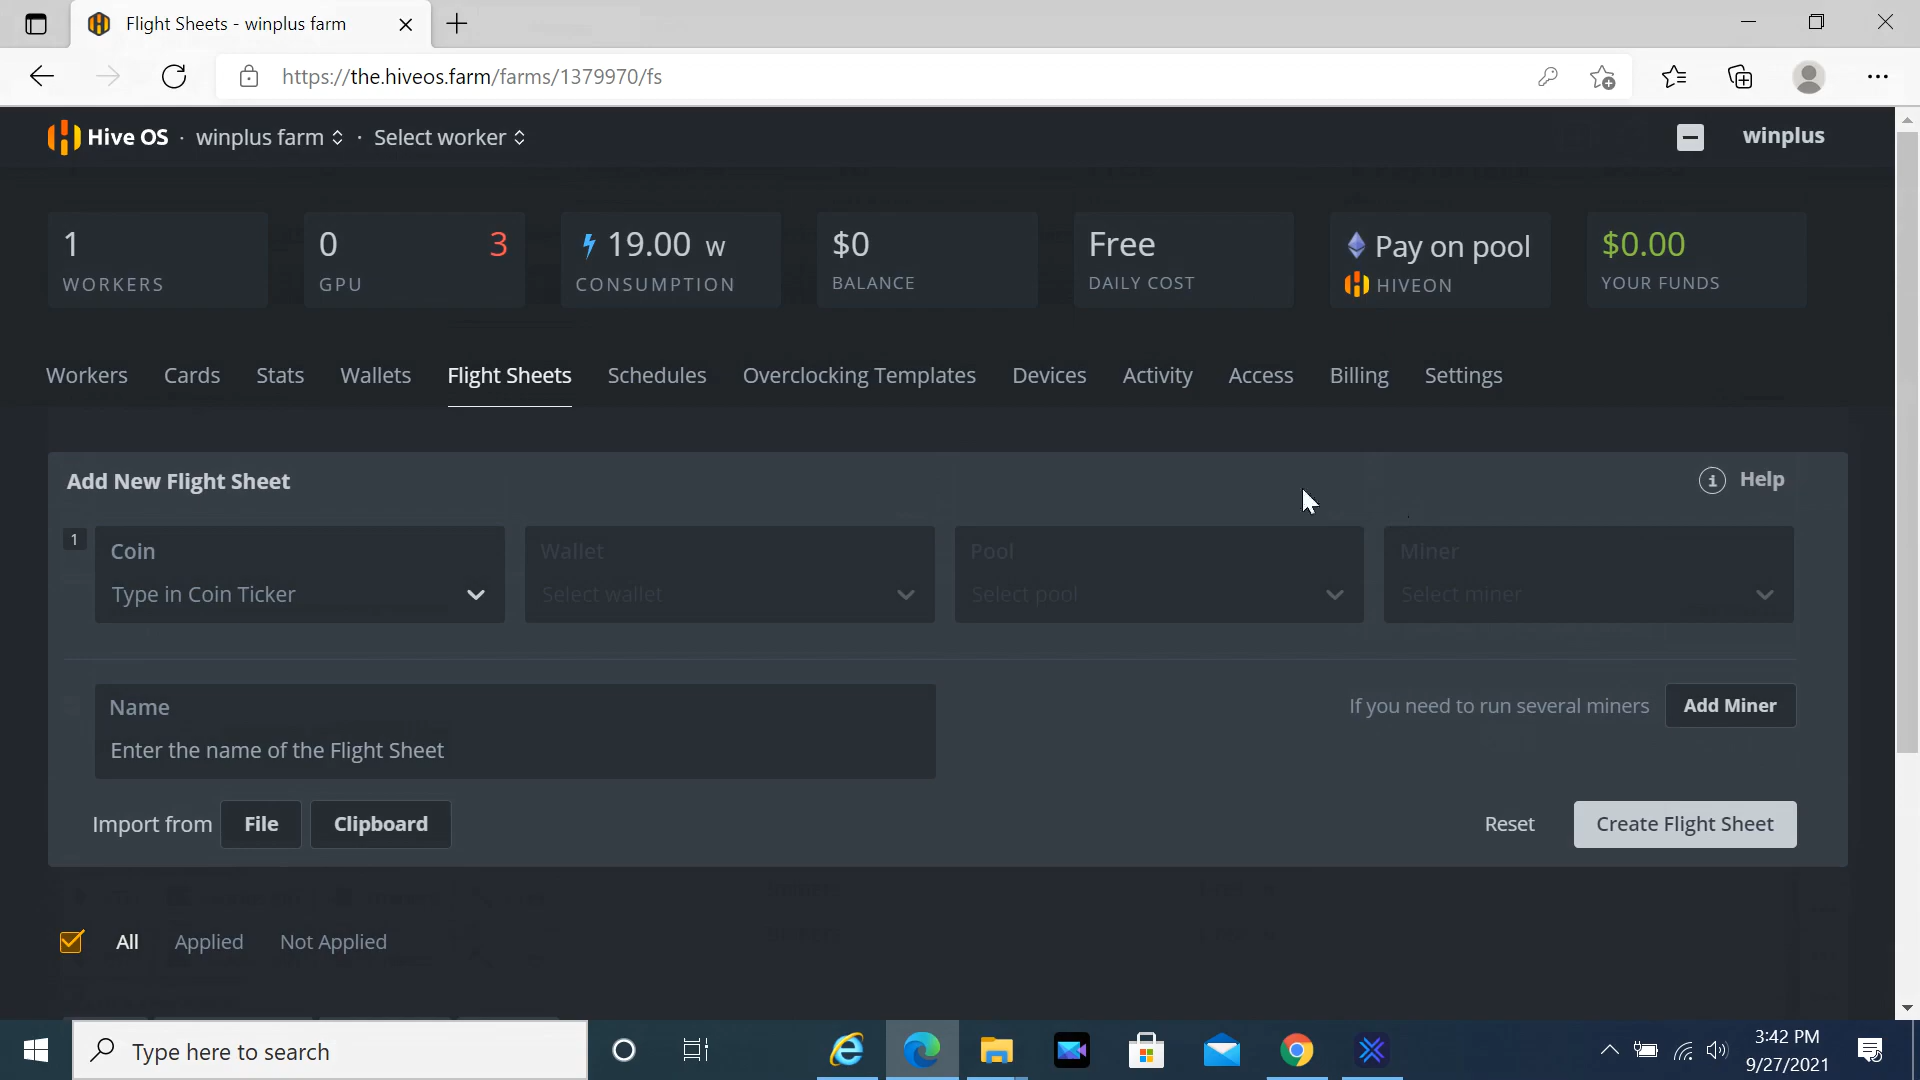 Flight Sheets - winplus farm
https://the.hiveos.farm/farms/1379970/fs
Hive OS · winplus farm · Select worker
winplus
1
WORKERS
0 3
GPU
19.00 W
CONSUMPTION
$0
BALANCE
Free
DAILY COST
Pay on pool
HIVEON
$0.00
YOUR FUNDS
Workers Cards Stats Wallets Flight Sheets Schedules Overclocking Templates Devices Activity Access Billing Settings
Add New Flight Sheet
Help
1
Coin
Type in Coin Ticker
Wallet
Select wallet
Pool
Select pool
Miner
Select miner
Name
Enter the name of the Flight Sheet
If you need to run several miners Add Miner
Import from File Clipboard
Reset Create Flight Sheet
All Applied Not Applied
Type here to search
3:42 PM
9/27/2021